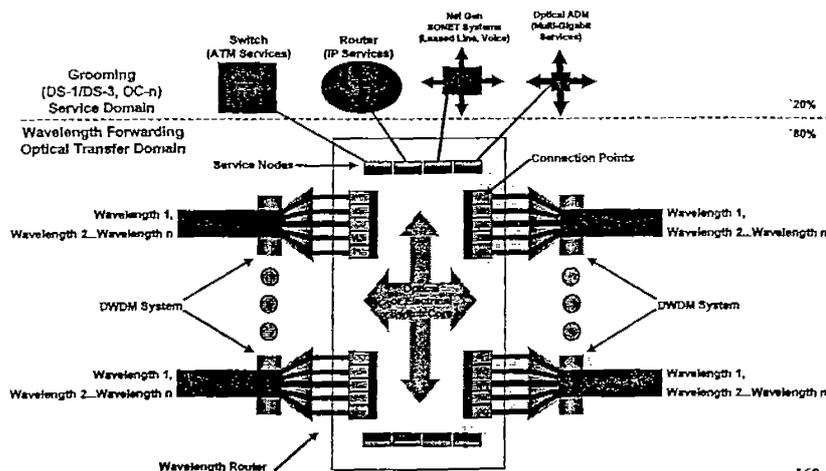 Net Gen
SONET Systems
(Leased Line, Voice)
Optical ADM
(Multi-Gigabit
Services)
Switch
(ATM Services)
Router
(IP Services)
Grooming
(DS-1/DS-3, OC-n)
Service Domain
`20%
Wavelength Forwarding
Optical Transfer Domain
`80%
Service Nodes
Connection Points
Wavelength 1,
Wavelength 2...Wavelength n
Wavelength 1,
Wavelength 2...Wavelength n
Optical
DWDM System
DWDM System
Wavelength 1,
Wavelength 2...Wavelength n
Wavelength 1,
Wavelength 2...Wavelength n
Wavelength Router